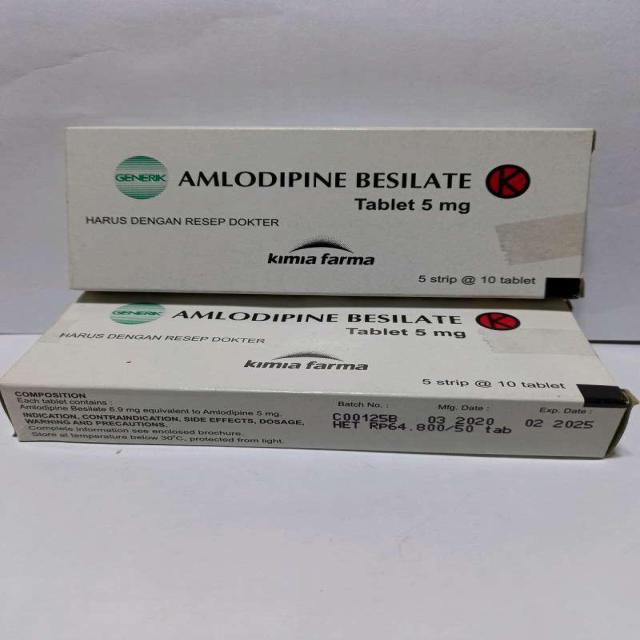 GENERIK AMLODIPINE BESILATE K
Tablet 5 mg
HARUS DENGAN RESEP DOKTER
kimia farma
5 strip @ 10 tablet
GENERIK AMLODIPINE BESILATE K
Tablet 5 mg
HARUS DENGAN RESEP DOKTER
kimia farma
5 strip @ 10 tablet
COMPOSITION
Each tablet contains :
Amlodipine Besilate 6.9 mg equivalent to Amlodipine 5 mg.
INDICATION, CONTRAINDICATION, SIDE EFFECTS, DOSAGE,
WARNING AND PRECAUTIONS.
Complete information see enclosed brochure.
Store at temperature below 30°C, protected from light.
Batch No. : Mfg. Date : Exp. Date :
C00125B 03 2020 02 2025
HET RP64.800/50 tab